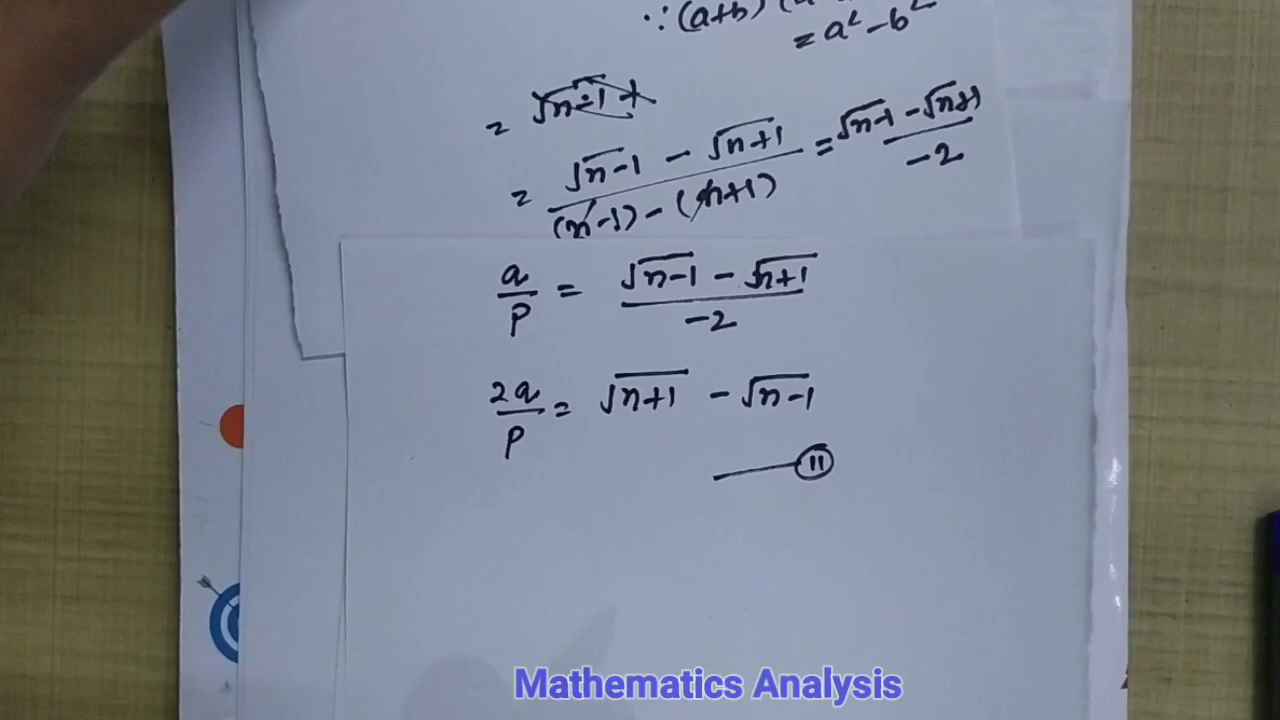 ∵ (a+b) (
= a² - b²
= √n-1 +
= √n-1 - √n+1 / (n-1) - (n+1) = √n-1 - √n+1 / -2
a/p = √n-1 - √n+1 / -2
2a/p = √n+1 - √n-1
(11)
Mathematics Analysis